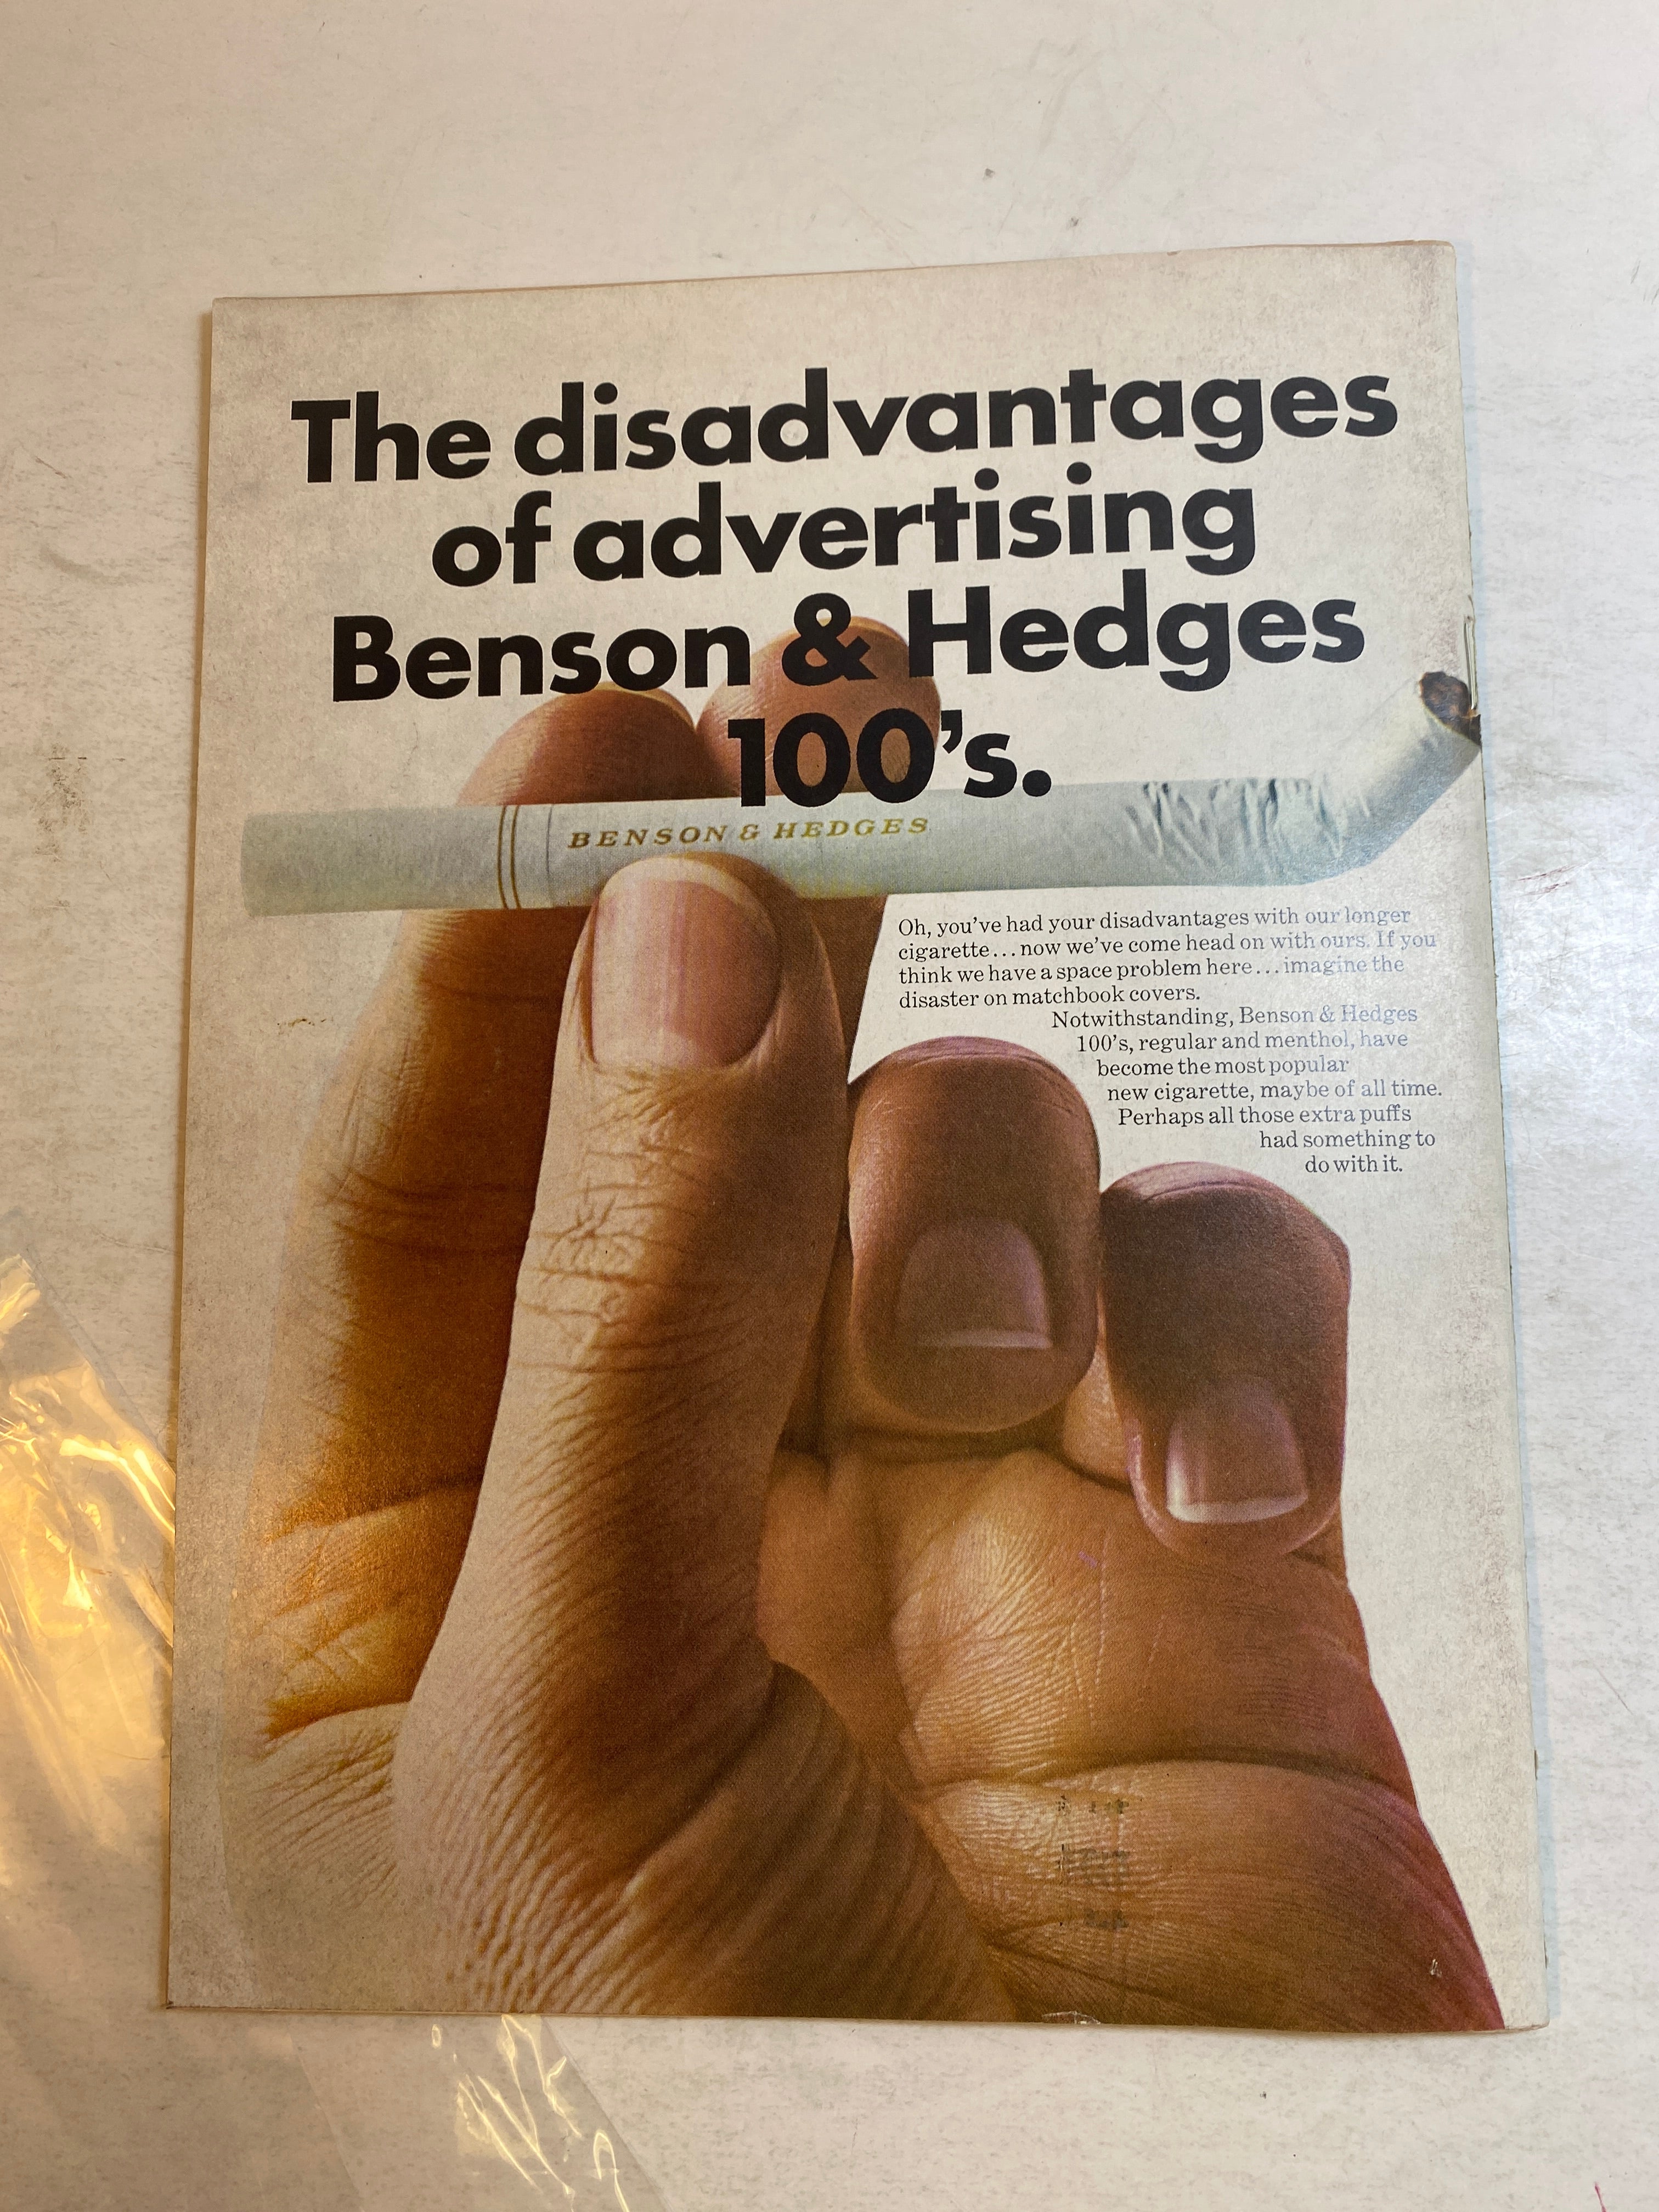 The disadvantages
of advertising
Benson & Hedges
100's.
BENSON & HEDGES
Oh, you've had your disadvantages with our longer
cigarette...now we've come head on with ours. If you
think we have a space problem here...imagine the
disaster on matchbook covers.
Notwithstanding, Benson & Hedges
100's, regular and menthol, have
become the most popular
new cigarette, maybe of all time.
Perhaps all those extra puffs
had something to
do with it.